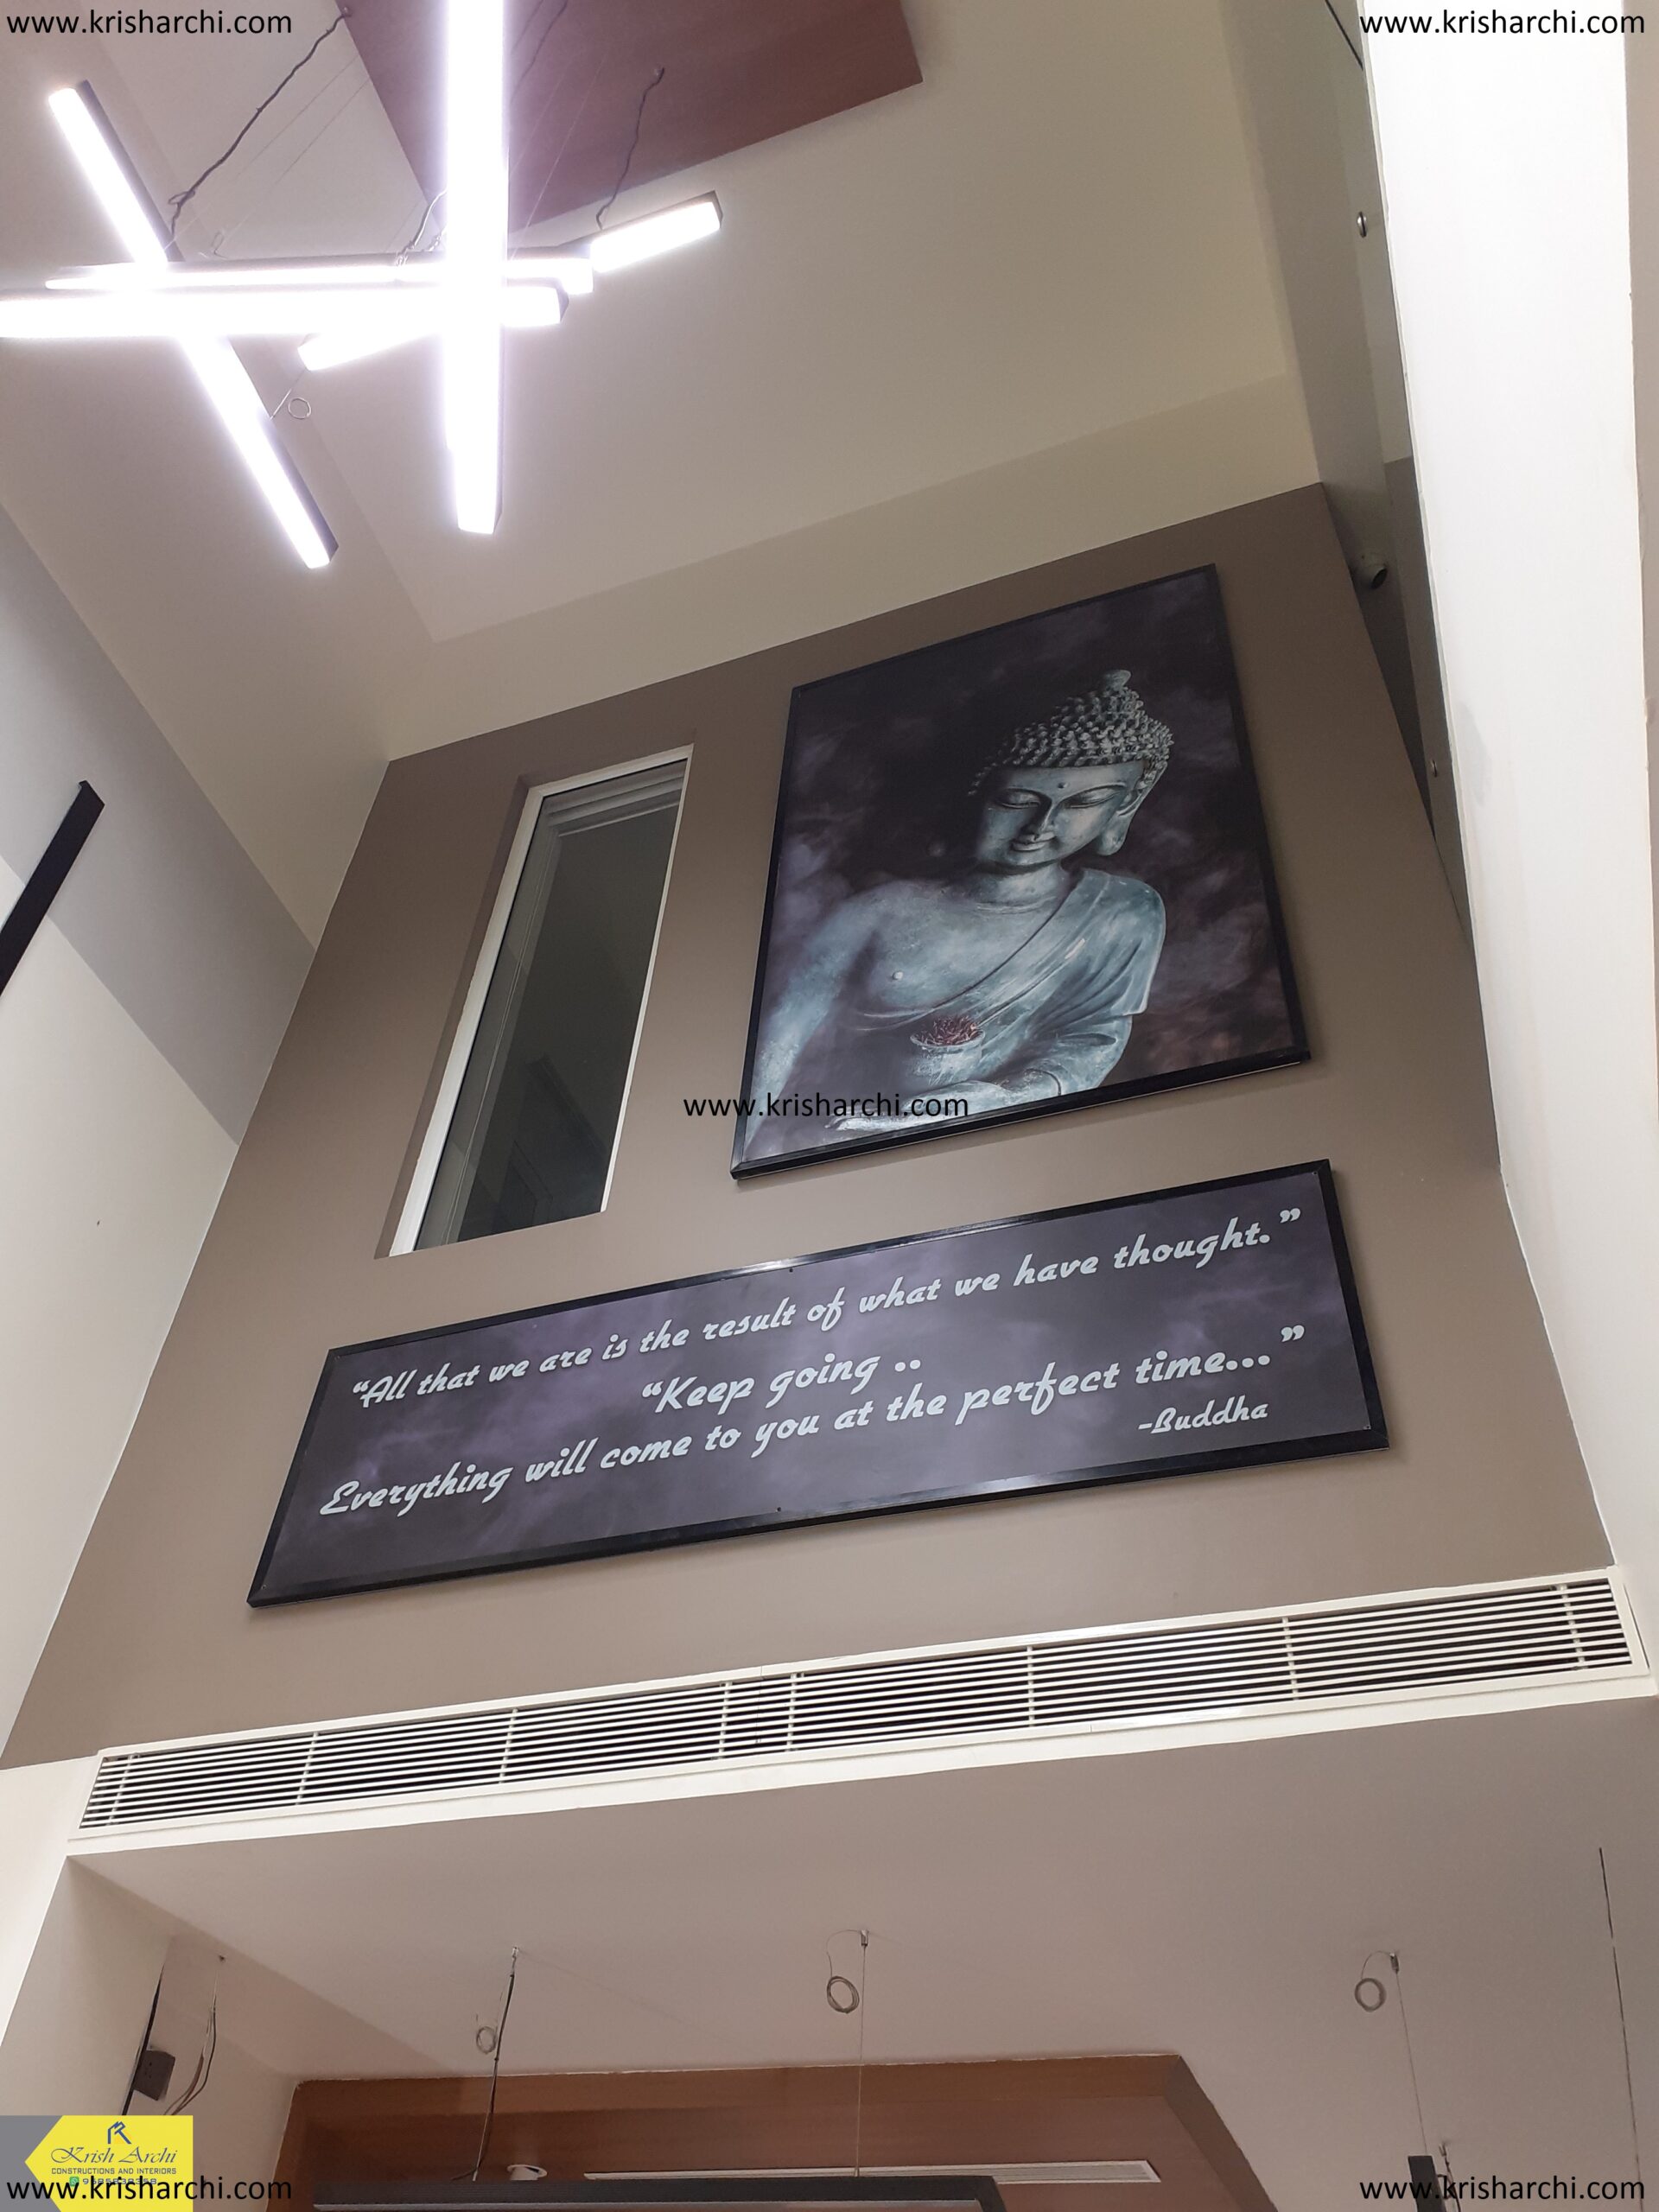 www.krisharchi.com
www.krisharchi.com
www.krisharchi.com
“All that we are is the result of what we have thought.”
“Keep going ..
Everything will come to you at the perfect time...”
-Buddha
Krish Archi
CONSTRUCTIONS AND INTERIORS
www.krisharchi.com
www.krisharchi.com